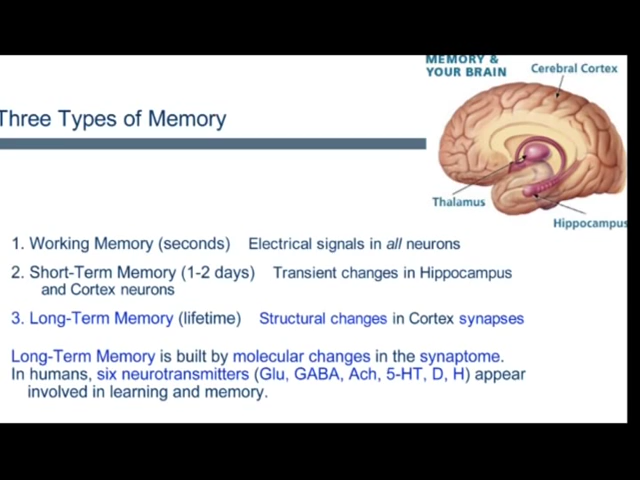 MEMORY &
YOUR BRAIN
Cerebral Cortex
Three Types of Memory
Thalamus
Hippocampus
1. Working Memory (seconds) Electrical signals in all neurons
2. Short-Term Memory (1-2 days) Transient changes in Hippocampus
and Cortex neurons
3. Long-Term Memory (lifetime) Structural changes in Cortex synapses
Long-Term Memory is built by molecular changes in the synaptome.
In humans, six neurotransmitters (Glu, GABA, Ach, 5-HT, D, H) appear
involved in learning and memory.